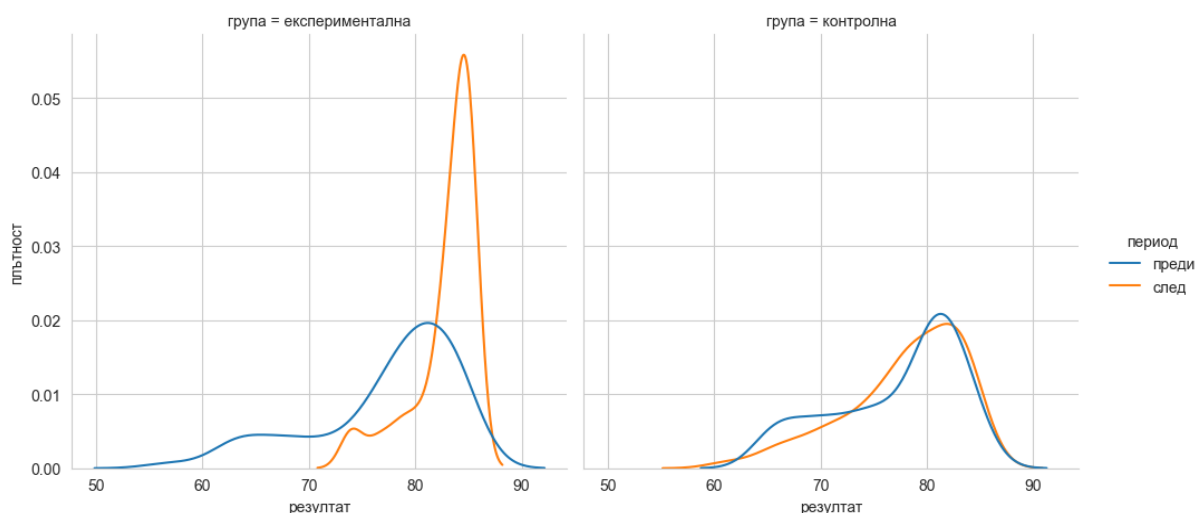 група = експериментална
група = контролна
0.05
0.04
0.03
0.02
0.01
0.00
плътност
50
60
70
80
90
резултат
50
60
70
80
90
резултат
период
преди
след